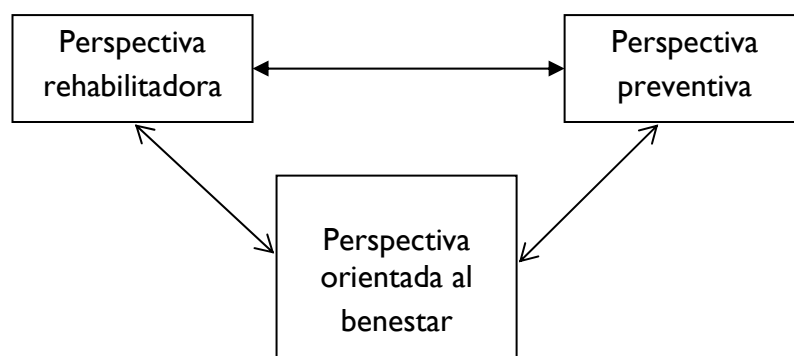 Perspectiva
rehabilitadora
Perspectiva
preventiva
Perspectiva
orientada al
benestar